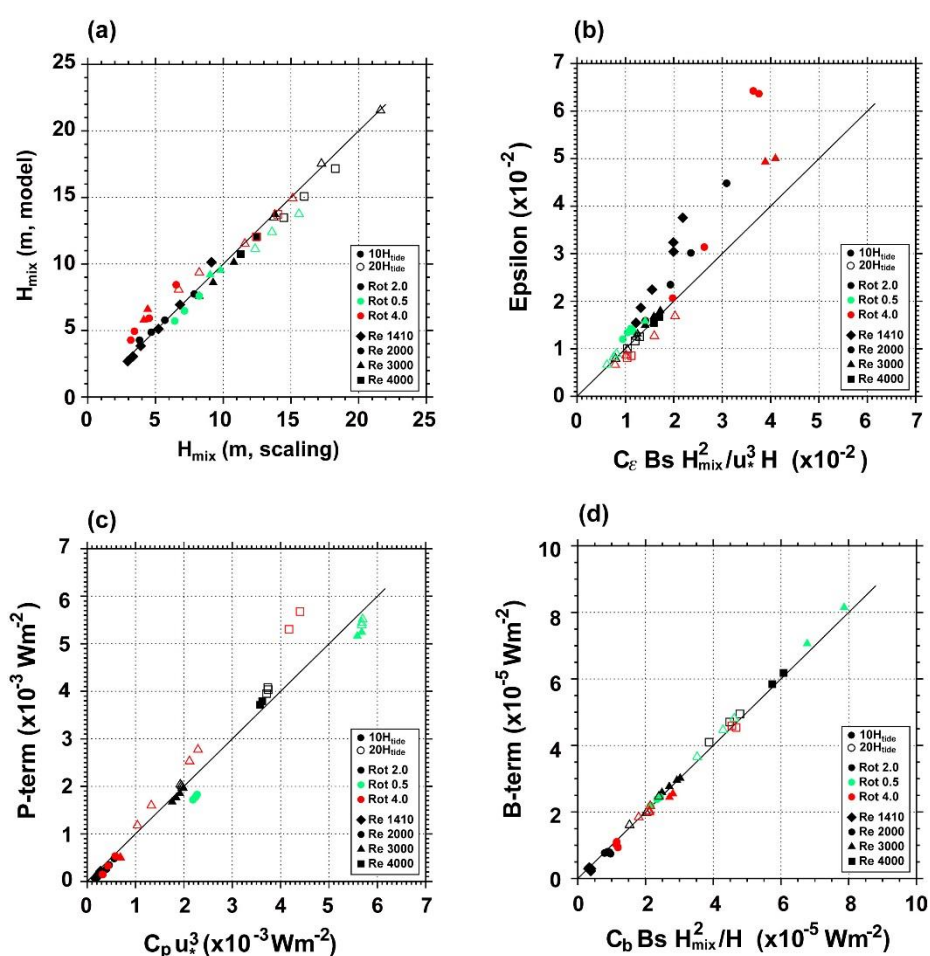 (a)
25
20
15
10
5
0
0 5 10 15 20 25
H_mix (m, model)
H_mix (m, scaling)
10H_tide
20H_tide
Rot 2.0
Rot 0.5
Rot 4.0
Re 1410
Re 2000
Re 3000
Re 4000
(b)
7
6
5
4
3
2
1
0
0 1 2 3 4 5 6 7
Epsilon (x10⁻²)
C_ε Bs H²_mix/u³_* H (x10⁻²)
10H_tide
20H_tide
Rot 2.0
Rot 0.5
Rot 4.0
Re 1410
Re 2000
Re 3000
Re 4000
(c)
7
6
5
4
3
2
1
0
0 1 2 3 4 5 6 7
P-term (x10⁻³ Wm⁻²)
C_p u³_* (x10⁻³Wm⁻²)
10H_tide
20H_tide
Rot 2.0
Rot 0.5
Rot 4.0
Re 1410
Re 2000
Re 3000
Re 4000
(d)
10
8
6
4
2
0
0 2 4 6 8 10
B-term (x10⁻⁵ Wm⁻²)
C_b Bs H²_mix/H (x10⁻⁵ Wm⁻²)
10H_tide
20H_tide
Rot 2.0
Rot 0.5
Rot 4.0
Re 1410
Re 2000
Re 3000
Re 4000